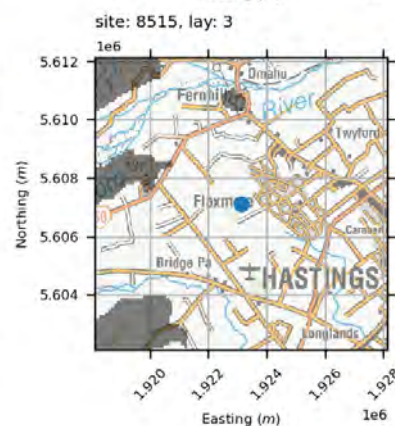 site: 8515, lay: 3
1e6
5.612
5.610
5.608
5.606
5.604
Northing (m)
Omahu
Fernhill
River
Twyford
Flaxmere
Bridge Pa
HASTINGS
Longlands
1.920
1.922
1.924
1.926
1.928
1e6
Easting (m)